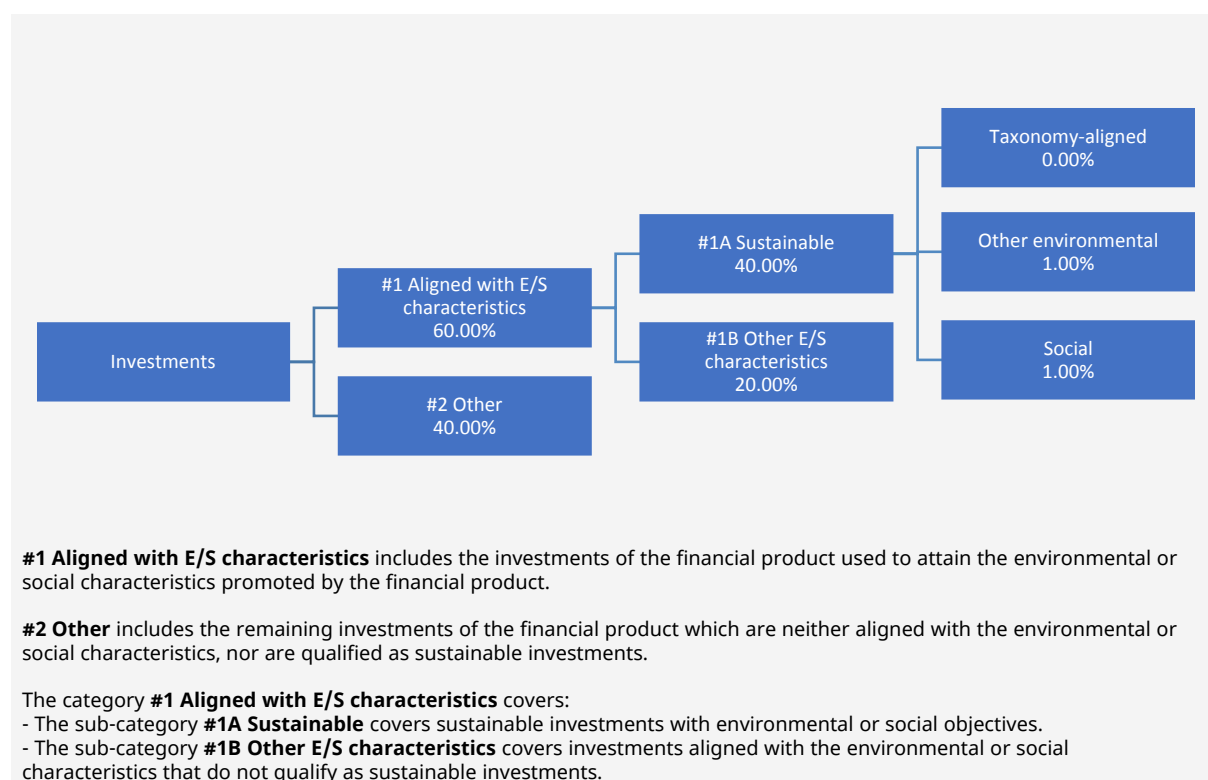 Investments
#1 Aligned with E/S
characteristics
60.00%
#2 Other
40.00%
#1A Sustainable
40.00%
#1B Other E/S
characteristics
20.00%
Taxonomy-aligned
0.00%
Other environmental
1.00%
Social
1.00%
#1 Aligned with E/S characteristics includes the investments of the financial product used to attain the environmental or
social characteristics promoted by the financial product.
#2 Other includes the remaining investments of the financial product which are neither aligned with the environmental or
social characteristics, nor are qualified as sustainable investments.
The category #1 Aligned with E/S characteristics covers:
- The sub-category #1A Sustainable covers sustainable investments with environmental or social objectives.
- The sub-category #1B Other E/S characteristics covers investments aligned with the environmental or social
characteristics that do not qualify as sustainable investments.